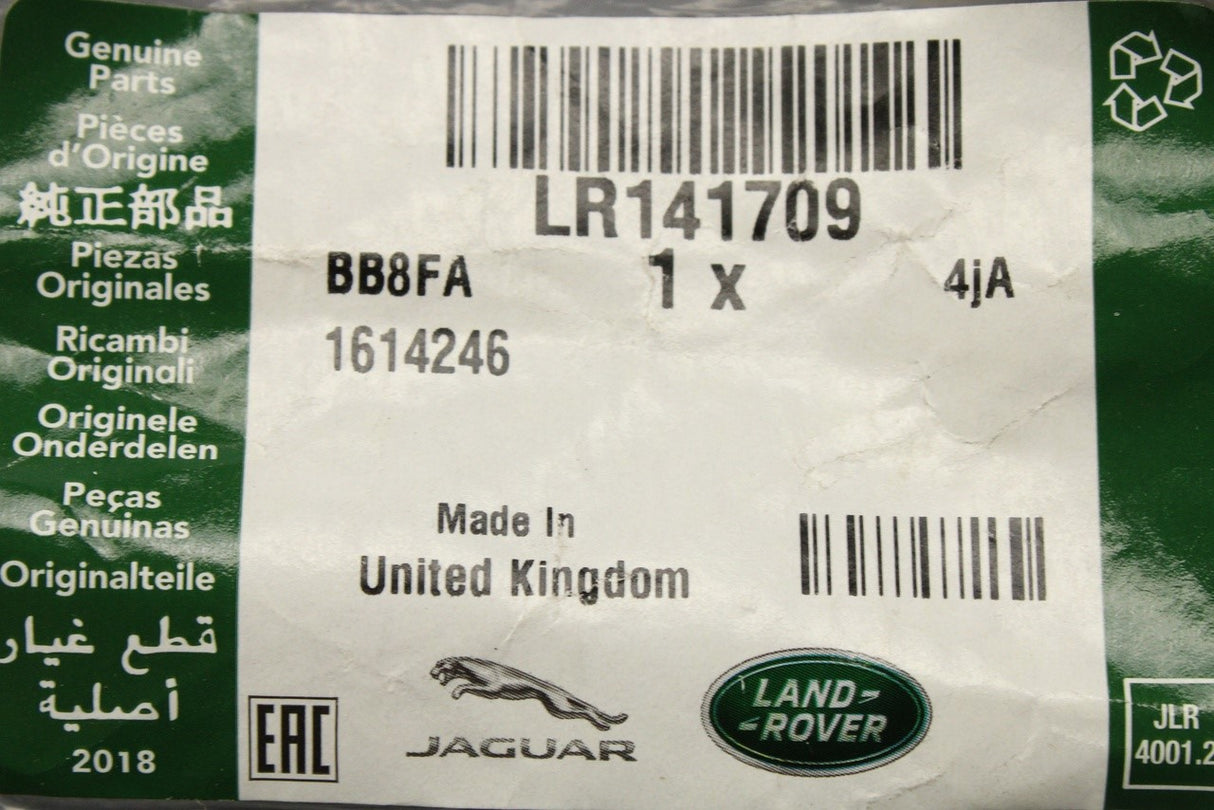 Genuine
Parts
Pièces
d'Origine
純正部品
Piezas
Originales
Ricambi
Originali
Originele
Onderdelen
Peças
Genuinas
Originalteile
قطع غيار
أصلية
2018
LR141709
BB8FA 1 x 4jA
1614246
Made In
United Kingdom
EAC
JAGUAR
LAND-
-ROVER
JLR
4001.2